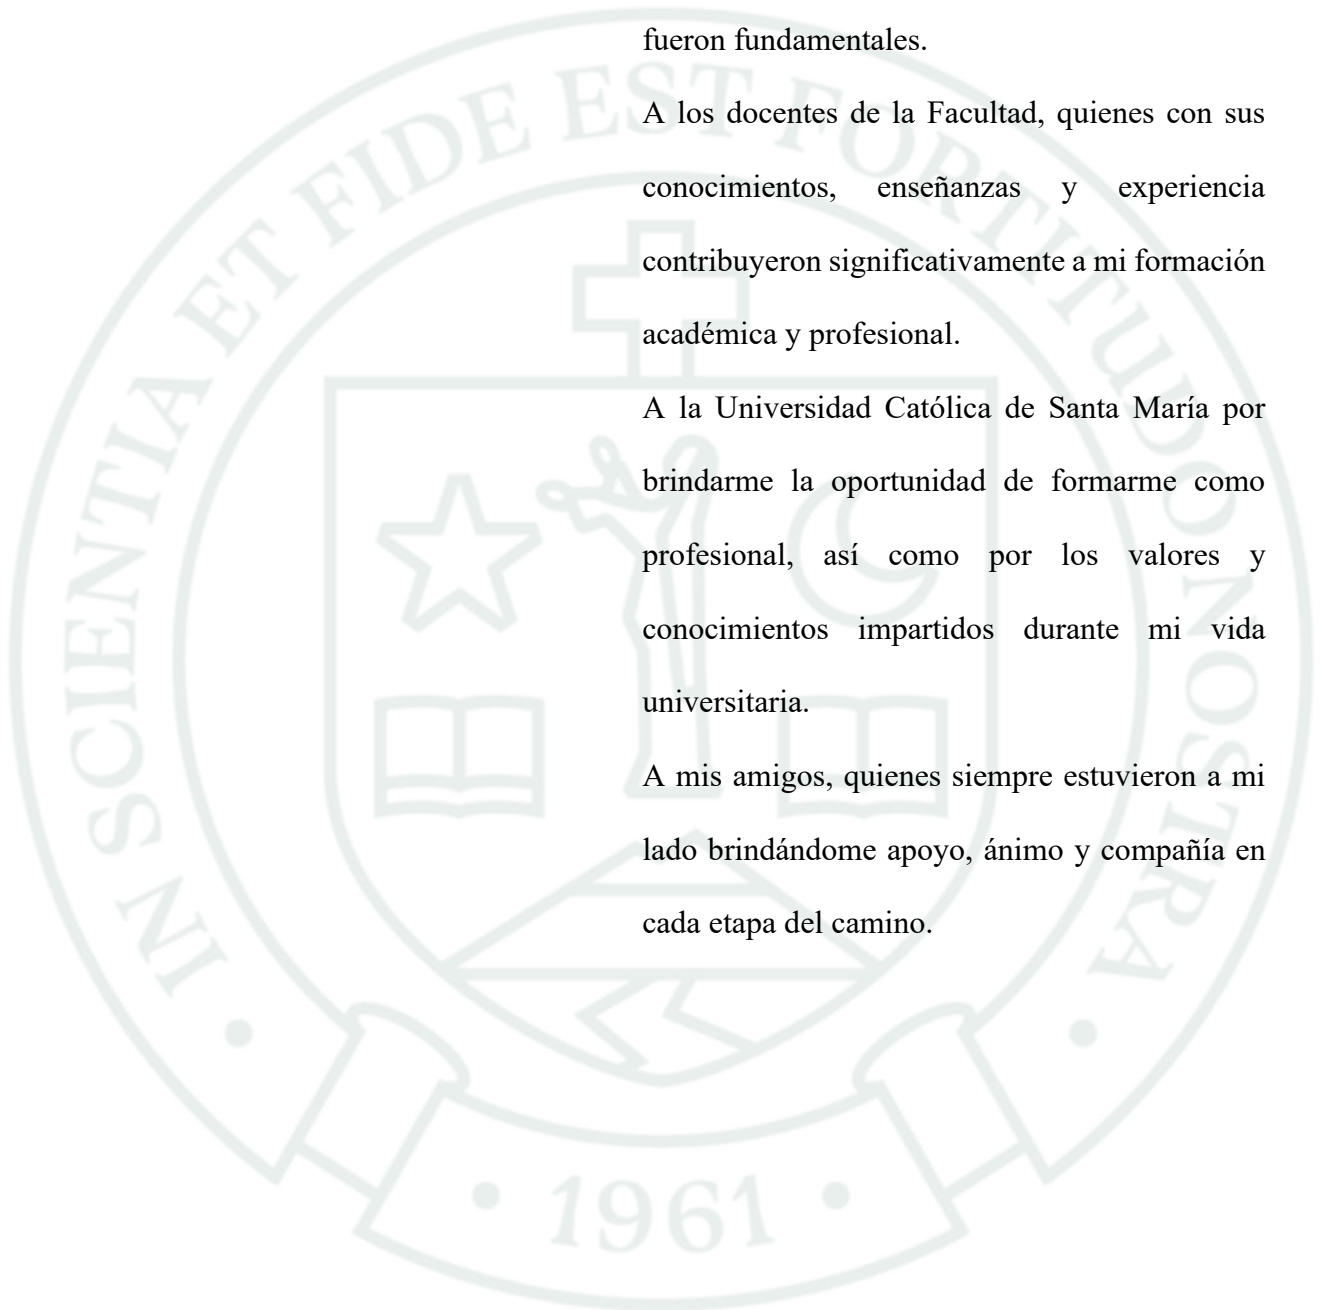 fueron fundamentales.
A los docentes de la Facultad, quienes con sus
conocimientos, enseñanzas y experiencia
contribuyeron significativamente a mi formación
académica y profesional.
A la Universidad Católica de Santa María por
brindarme la oportunidad de formarme como
profesional, así como por los valores y
conocimientos impartidos durante mi vida
universitaria.
A mis amigos, quienes siempre estuvieron a mi
lado brindándome apoyo, ánimo y compañía en
cada etapa del camino.
IN SCIENTIA ET FIDE EST FORTITUDO NOSTRA
• 1961 •